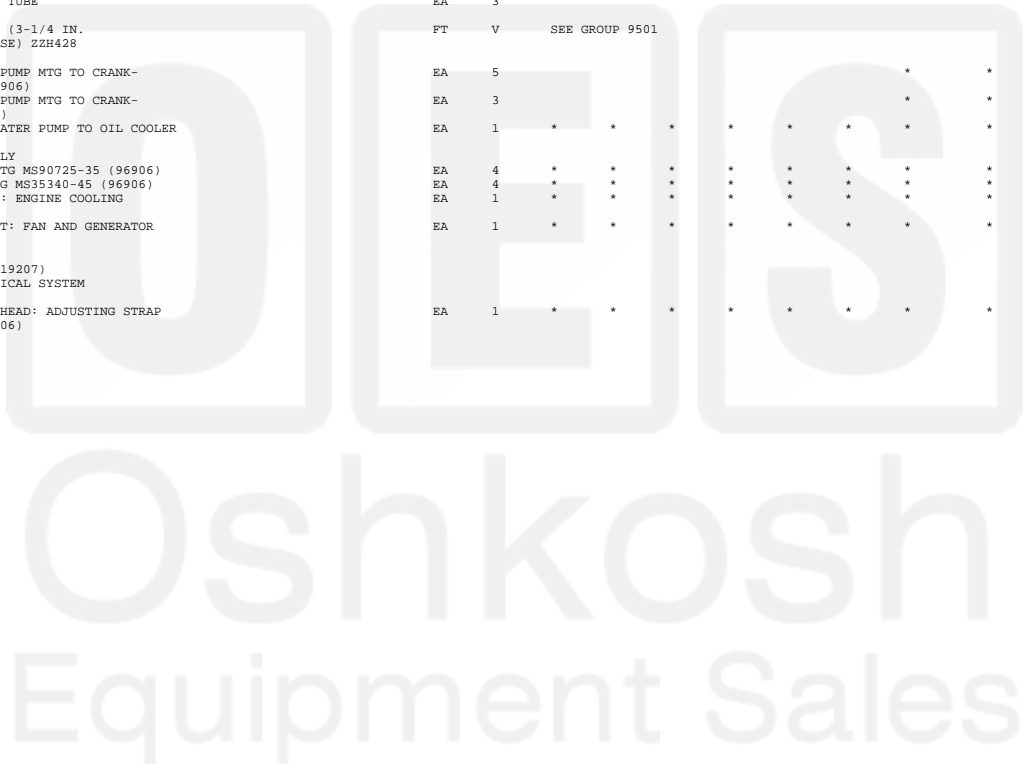 TUBE EA 3
(3-1/4 IN. FT V SEE GROUP 9501
SE) ZZH428
PUMP MTG TO CRANK- EA 5 * *
906)
PUMP MTG TO CRANK- EA 3 * *
)
ATER PUMP TO OIL COOLER EA 1 * * * * * * * *
LY
TG MS90725-35 (96906) EA 4 * * * * * * * *
G MS35340-45 (96906) EA 4 * * * * * * * *
: ENGINE COOLING EA 1 * * * * * * * *
T: FAN AND GENERATOR EA 1 * * * * * * * *
19207)
ICAL SYSTEM
HEAD: ADJUSTING STRAP EA 1 * * * * * * * *
06)
OES
Oshkosh
Equipment Sales